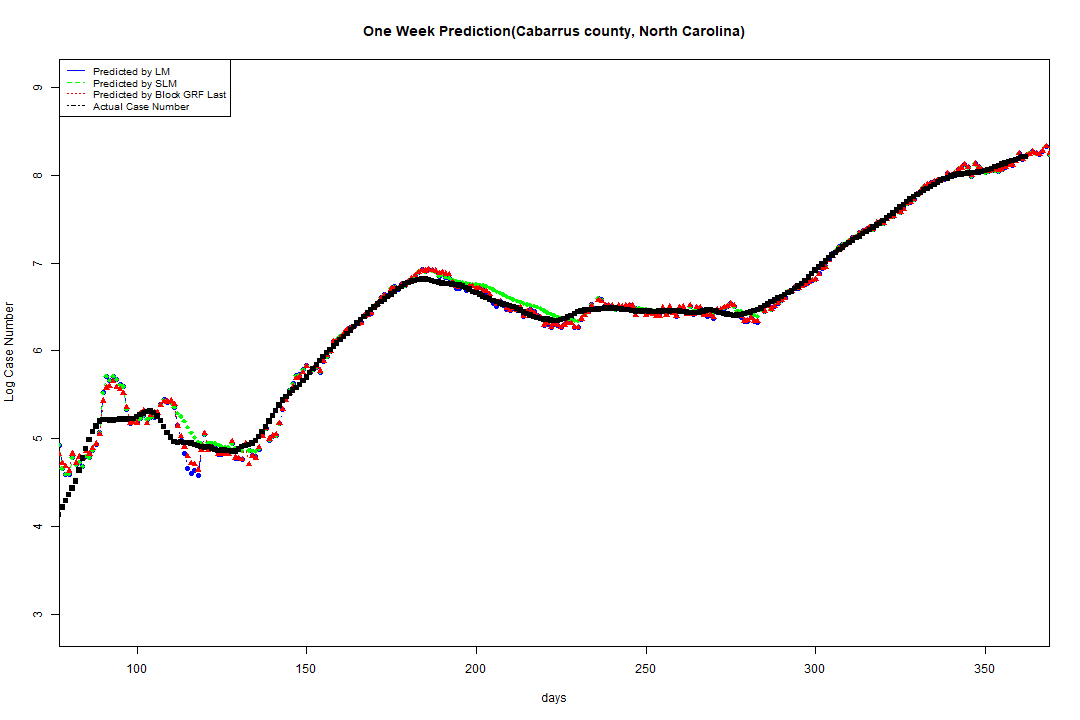 One Week Prediction(Cabarrus county, North Carolina)
Predicted by LM
Predicted by SLM
Predicted by Block GRF Last
Actual Case Number
9
8
7
6
5
4
3
Log Case Number
100 150 200 250 300 350
days